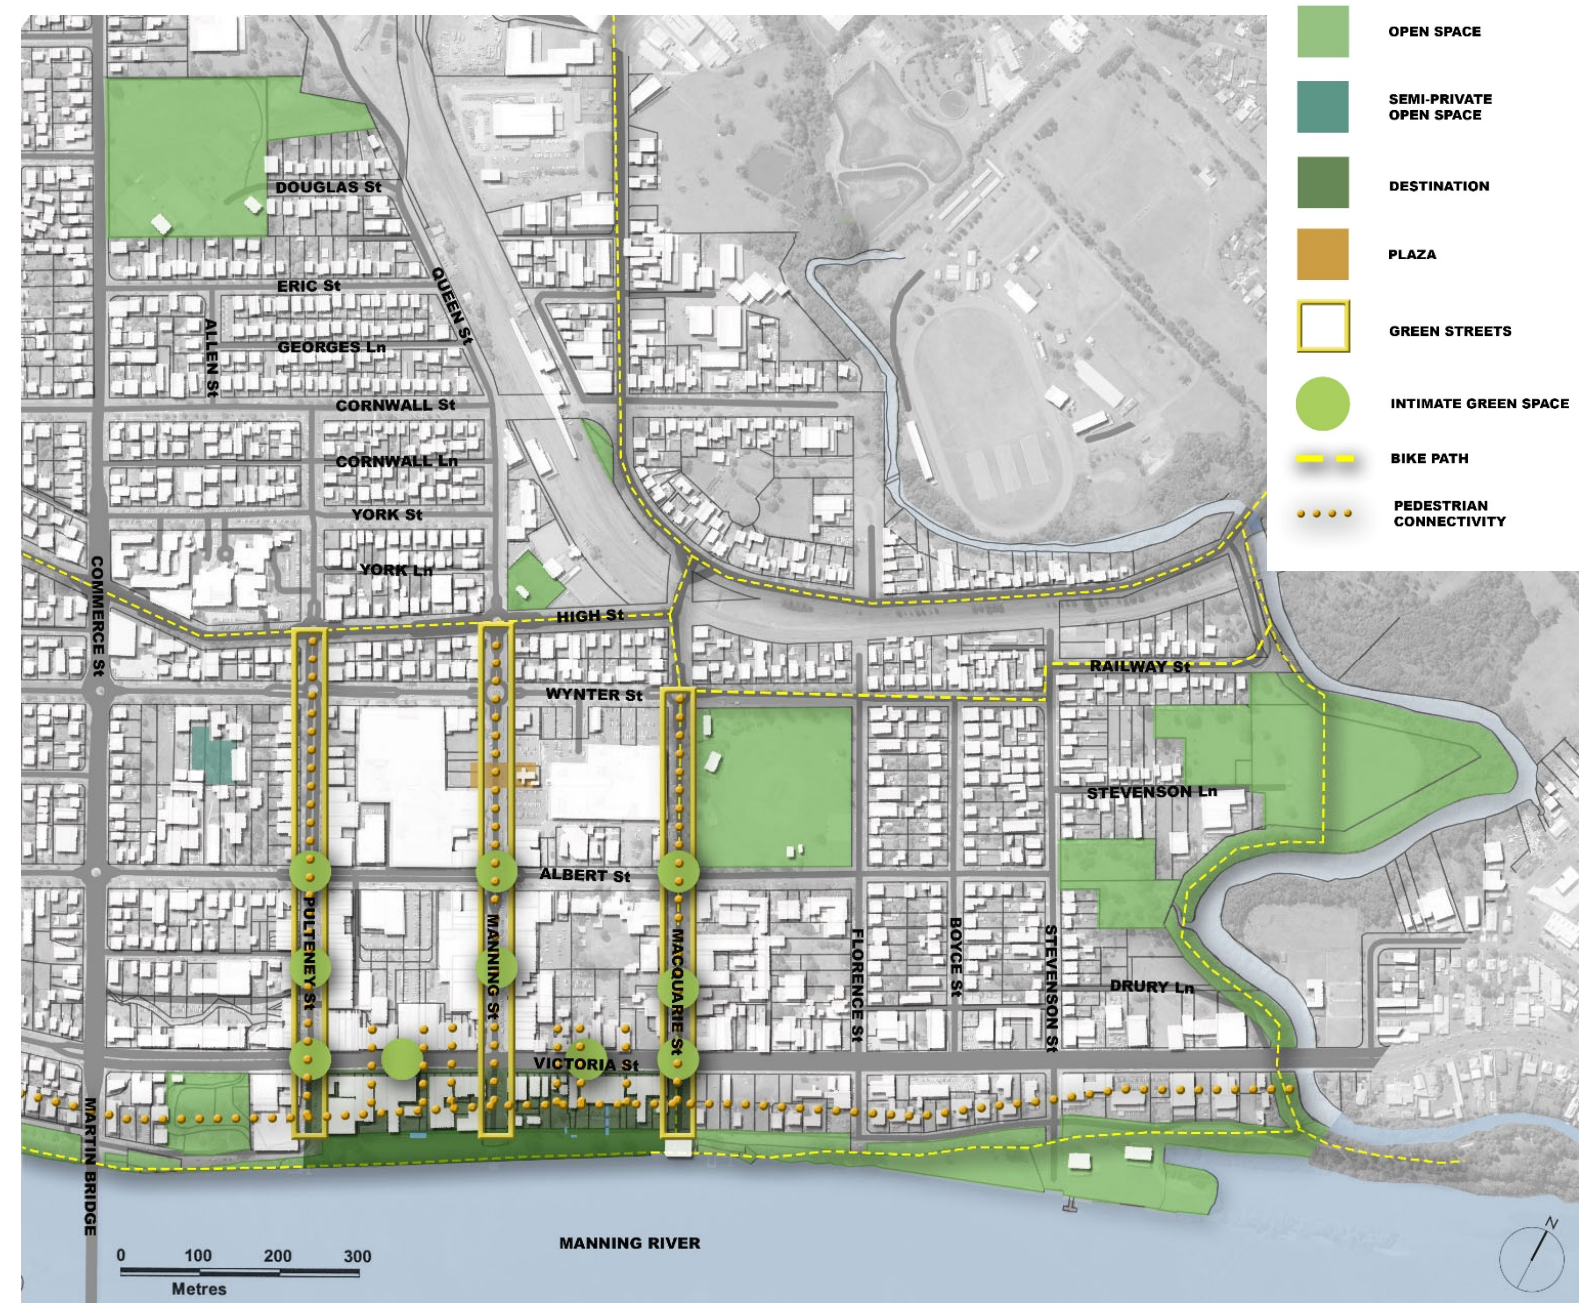 OPEN SPACE
SEMI-PRIVATE
OPEN SPACE
DESTINATION
PLAZA
GREEN STREETS
INTIMATE GREEN SPACE
BIKE PATH
PEDESTRIAN
CONNECTIVITY
DOUGLAS St
ERIC St
QUEEN St
ALLEN St
GEORGES Ln
CORNWALL St
CORNWALL Ln
YORK St
YORK Ln
COMMERCE St
HIGH St
RAILWAY St
WYNTER St
STEVENSON Ln
ALBERT St
PULTENEY St
MANNING St
MACQUARIE St
FLORENCE St
BOYCE St
STEVENSON St
DRURY Ln
VICTORIA St
MARTIN BRIDGE
MANNING RIVER
0 100 200 300
Metres
N